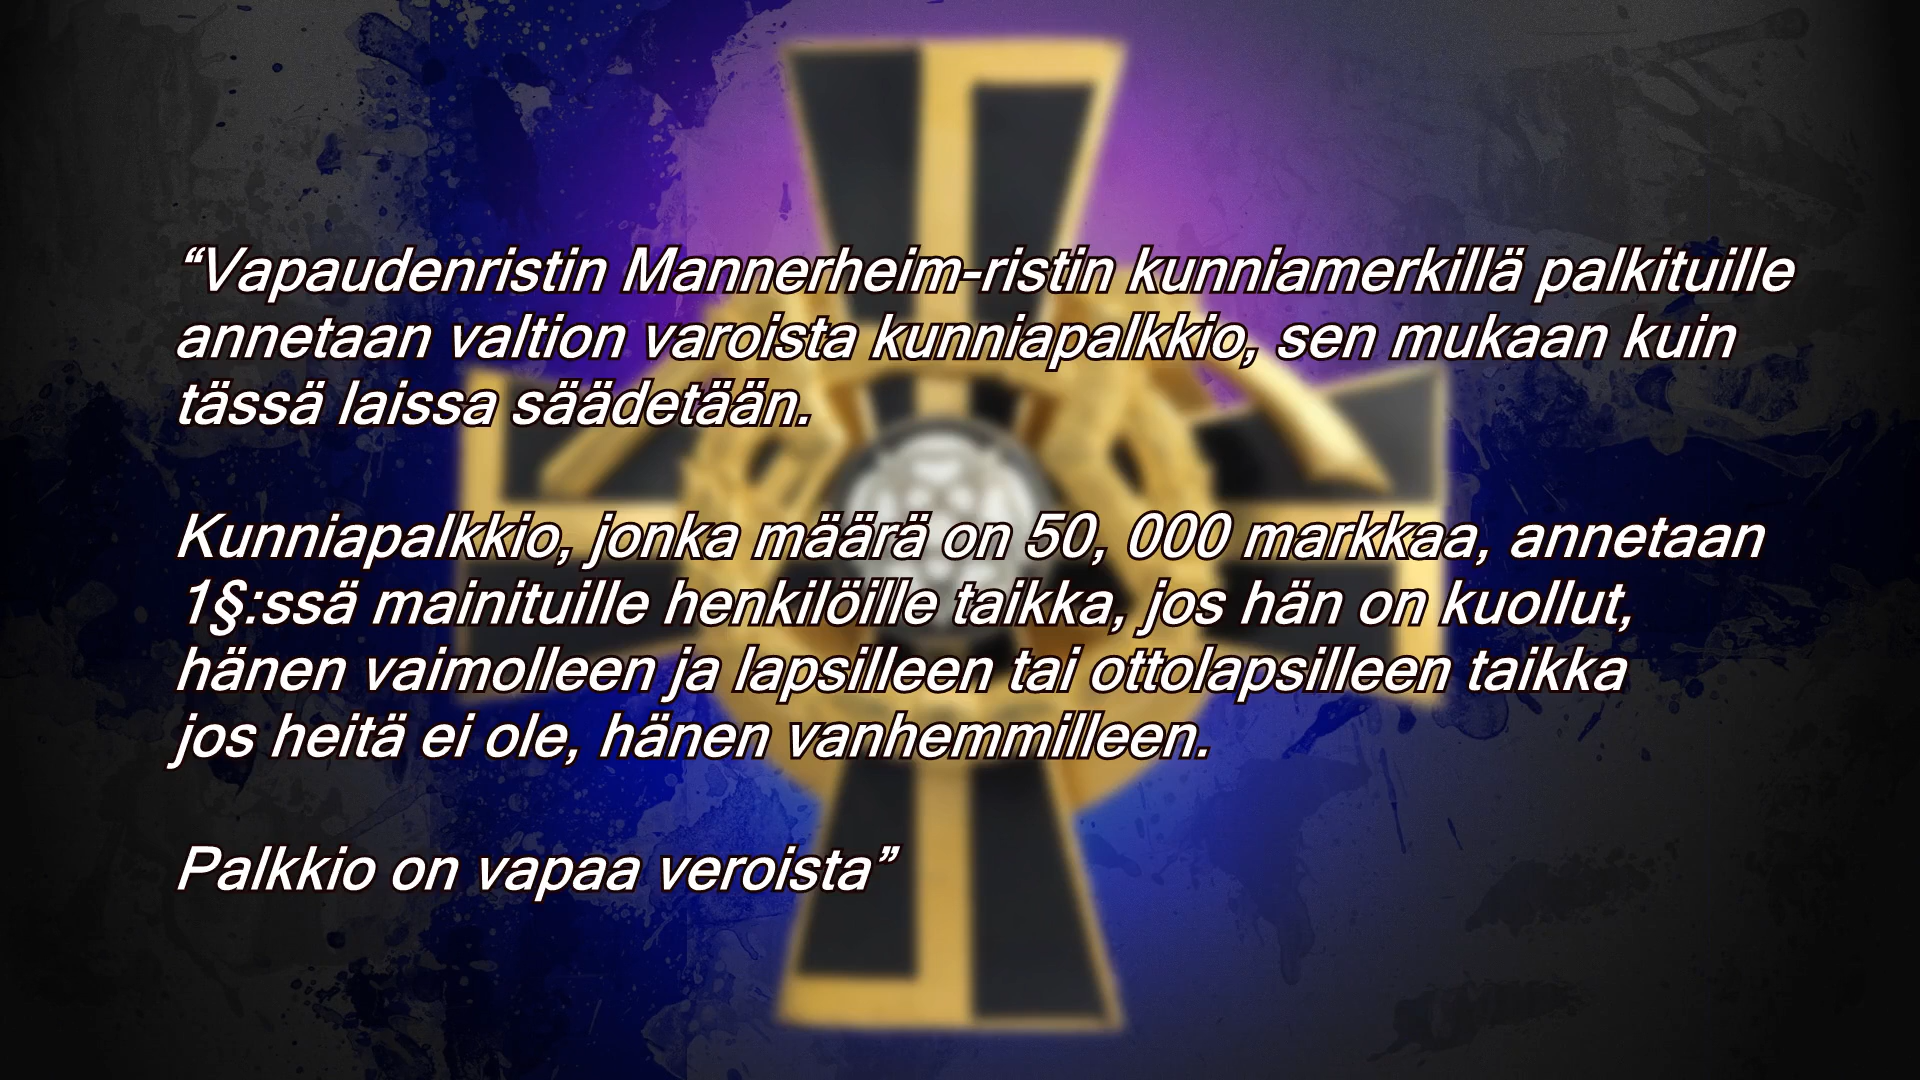 “Vapaudenristin Mannerheim-ristin kunniamerkillä palkituille
annetaan valtion varoista kunniapalkkio, sen mukaan kuin
tässä laissa säädetään.
Kunniapalkkio, jonka määrä on 50, 000 markkaa, annetaan
1§:ssä mainituille henkilöille taikka, jos hän on kuollut,
hänen vaimolleen ja lapsilleen tai ottolapsilleen taikka
jos heitä ei ole, hänen vanhemmilleen.
Palkkio on vapaa veroista”